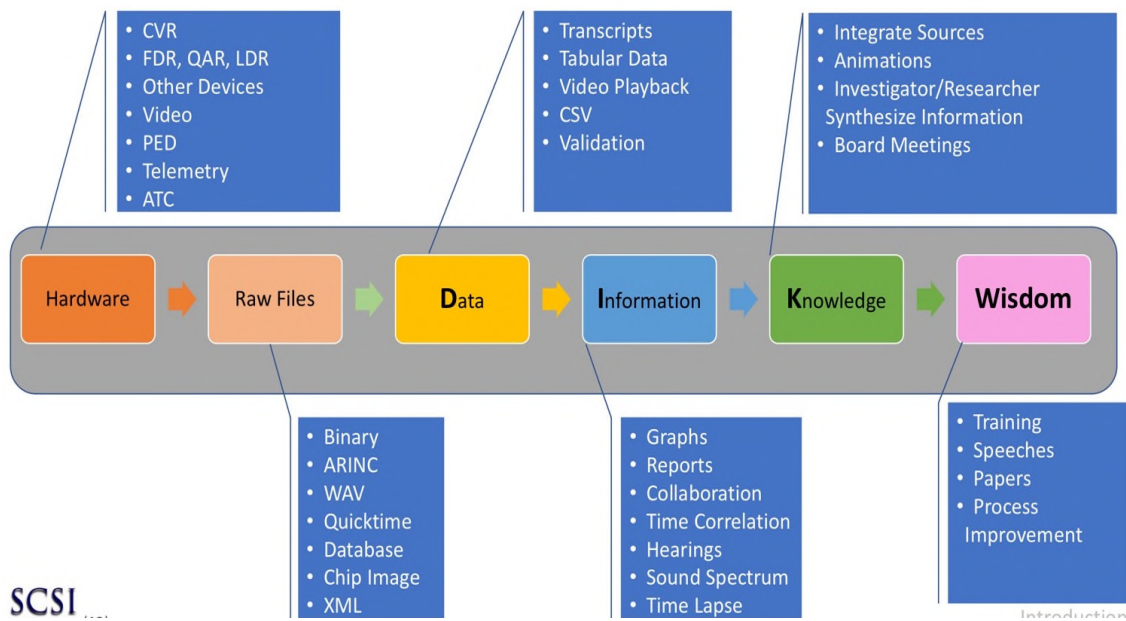 • CVR
• FDR, QAR, LDR
• Other Devices
• Video
• PED
• Telemetry
• ATC
• Transcripts
• Tabular Data
• Video Playback
• CSV
• Validation
• Integrate Sources
• Animations
• Investigator/Researcher
Synthesize Information
• Board Meetings
Hardware
Raw Files
Data
Information
Knowledge
Wisdom
• Binary
• ARINC
• WAV
• Quicktime
• Database
• Chip Image
• XML
• Graphs
• Reports
• Collaboration
• Time Correlation
• Hearings
• Sound Spectrum
• Time Lapse
• Training
• Speeches
• Papers
• Process
Improvement
SCSI
Introduction